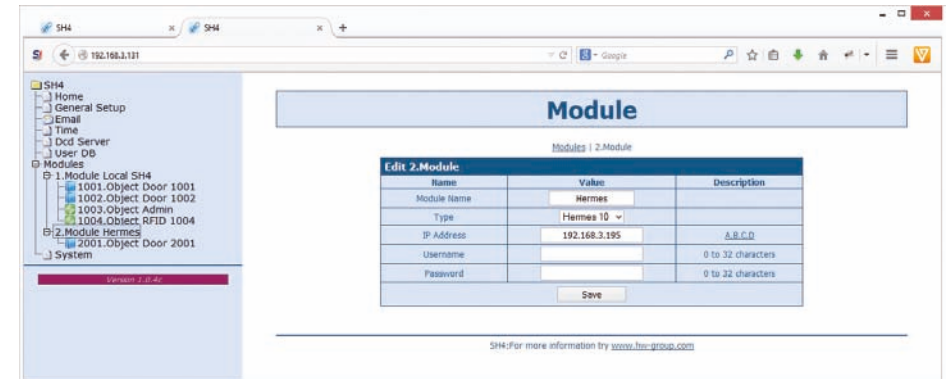 SH4
SH4
192.168.3.131
Google
SH4
Home
General Setup
Email
Time
Dcd Server
User DB
Modules
1.Module Local SH4
1001.Object Door 1001
1002.Object Door 1002
1003.Object Admin
1004.Object RFID 1004
2.Module Hermes
2001.Object Door 2001
System
Version 1.0.4c
Module
Modules | 2.Module
Edit 2.Module
Name Value Description
Module Name Hermes
Type Hermes 10
IP Address 192.168.3.195 A.B.C.D
Username 0 to 32 characters
Password 0 to 32 characters
Save
SH4:For more information try www.hw-group.com